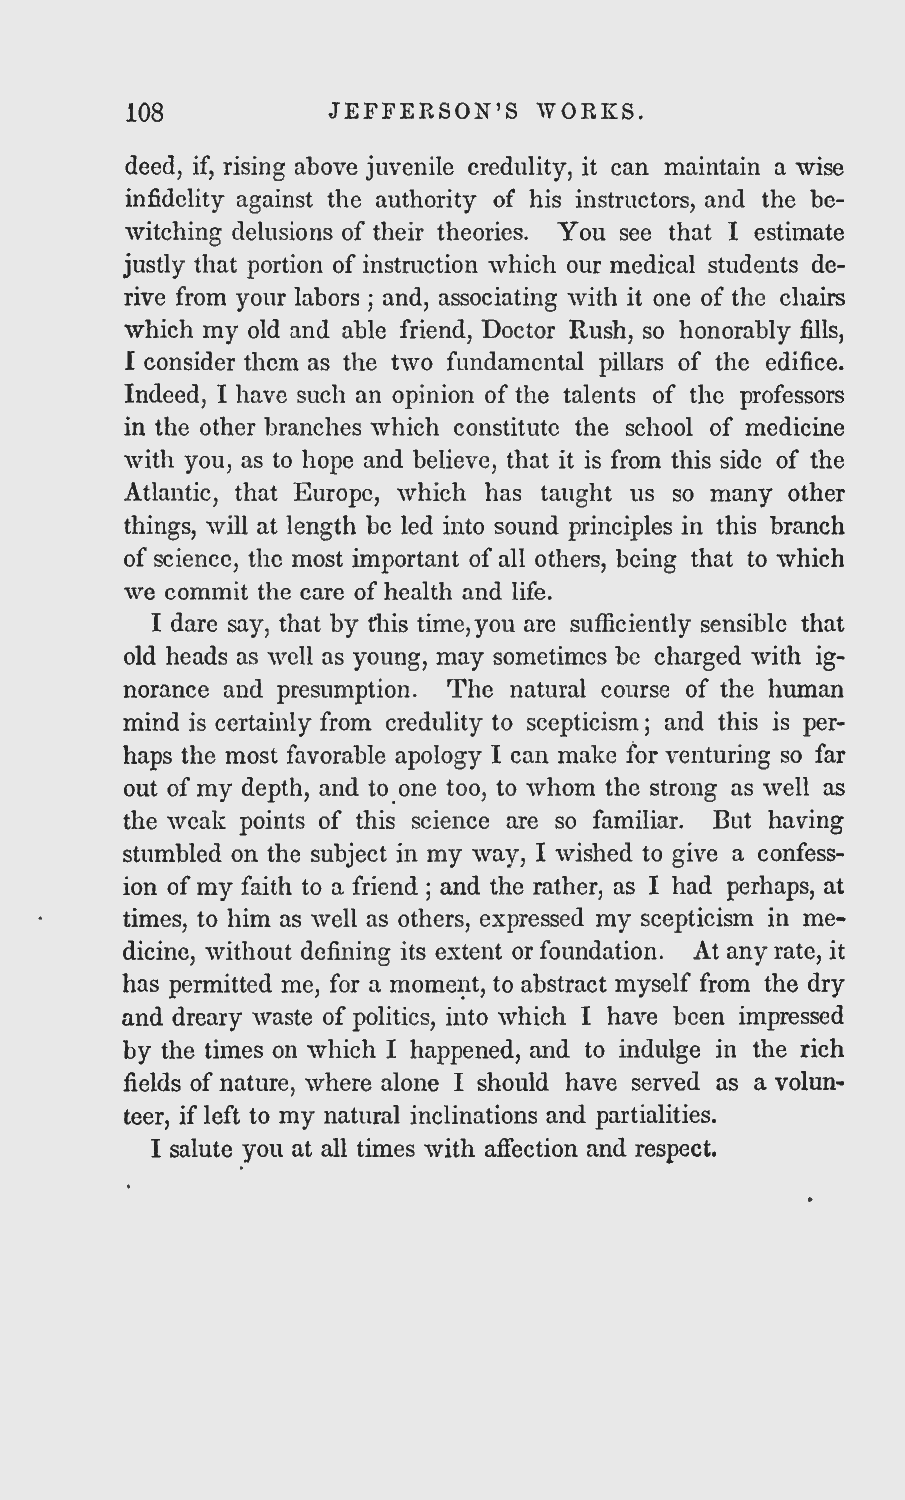 108 JEFFERSON'S WORKS.
deed, if, rising above juvenile credulity, it can maintain a wise
infidelity against the authority of his instructors, and the be-
witching delusions of their theories. You see that I estimate
justly that portion of instruction which our medical students de-
rive from your labors ; and, associating with it one of the chairs
which my old and able friend, Doctor Rush, so honorably fills,
I consider them as the two fundamental pillars of the edifice.
Indeed, I have such an opinion of the talents of the professors
in the other branches which constitute the school of medicine
with you, as to hope and believe, that it is from this side of the
Atlantic, that Europe, which has taught us so many other
things, will at length be led into sound principles in this branch
of science, the most important of all others, being that to which
we commit the care of health and life.
I dare say, that by this time, you are sufficiently sensible that
old heads as well as young, may sometimes be charged with ig-
norance and presumption. The natural course of the human
mind is certainly from credulity to scepticism ; and this is per-
haps the most favorable apology I can make for venturing so far
out of my depth, and to one too, to whom the strong as well as
the weak points of this science are so familiar. But having
stumbled on the subject in my way, I wished to give a confess-
ion of my faith to a friend ; and the rather, as I had perhaps, at
times, to him as well as others, expressed my scepticism in me-
dicine, without defining its extent or foundation. At any rate, it
has permitted me, for a moment, to abstract myself from the dry
and dreary waste of politics, into which I have been impressed
by the times on which I happened, and to indulge in the rich
fields of nature, where alone I should have served as a volun-
teer, if left to my natural inclinations and partialities.
I salute you at all times with affection and respect.